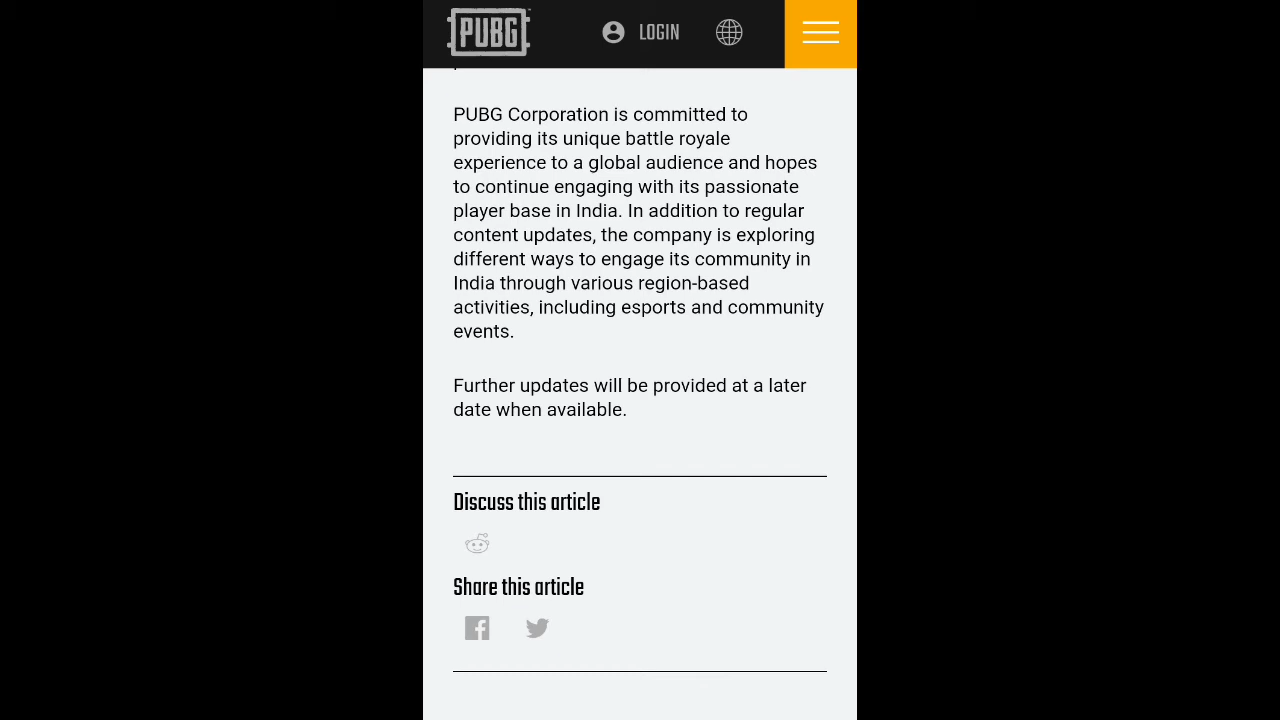 PUBG
LOGIN
PUBG Corporation is committed to
providing its unique battle royale
experience to a global audience and hopes
to continue engaging with its passionate
player base in India. In addition to regular
content updates, the company is exploring
different ways to engage its community in
India through various region-based
activities, including esports and community
events.
Further updates will be provided at a later
date when available.
Discuss this article
Share this article